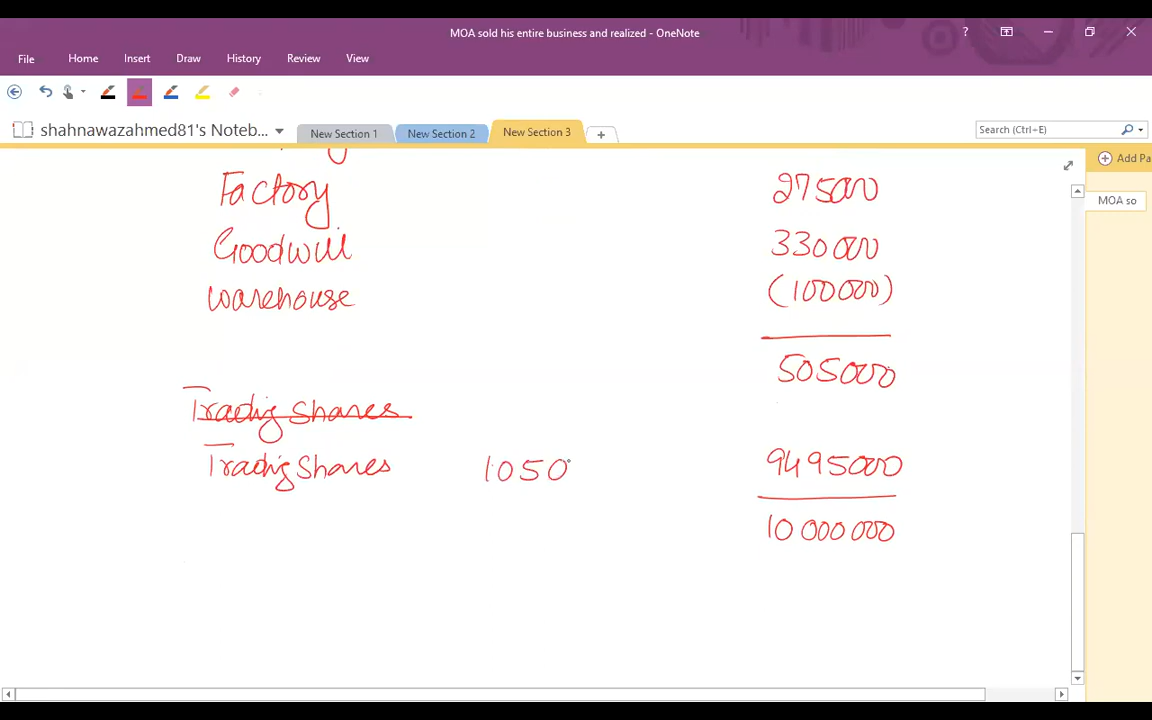 MOA sold his entire business and realized - OneNote
?
File Home Insert Draw History Review View
shahnawazahmed81's Noteb...
New Section 1
New Section 2
New Section 3
Search (Ctrl+E)
Add Pa
MOA so
Factory 275000
Goodwill 330000
Warehouse (100000)
505000
Trading Shares
Trading Shares 1050 9495000
10000000